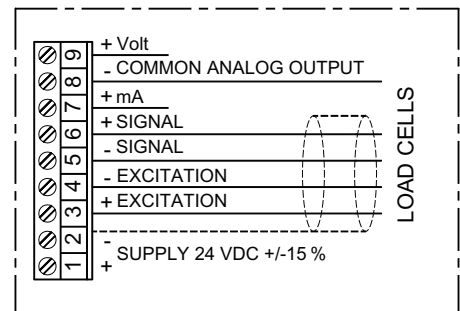 9 + Volt
8 - COMMON ANALOG OUTPUT
7 + mA
6 + SIGNAL
5 - SIGNAL
4 - EXCITATION
3 + EXCITATION
2 -
SUPPLY 24 VDC +/-15 %
1 +
LOAD CELLS